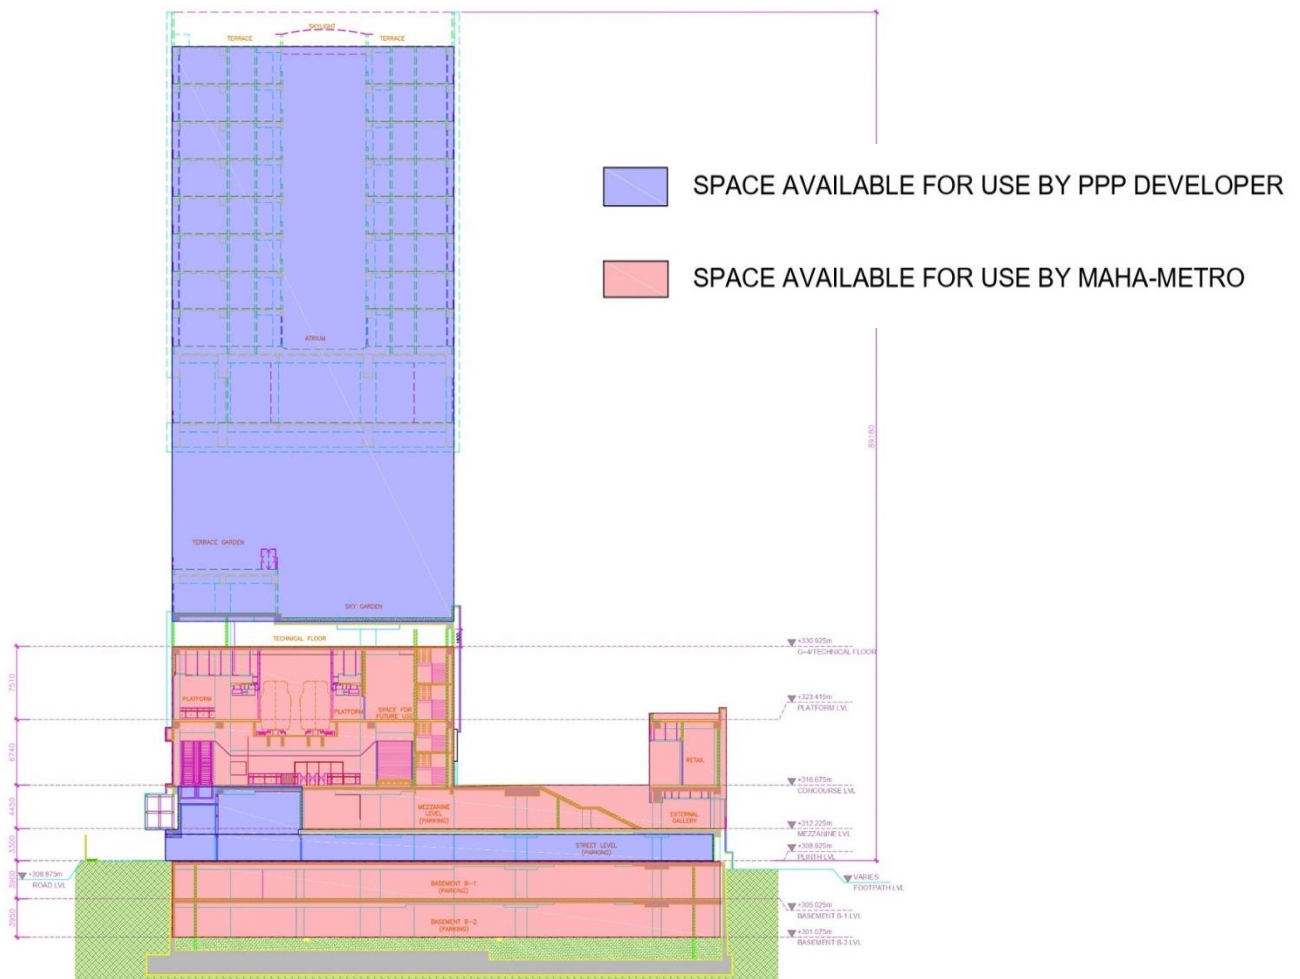 SKYLIGHT
TERRACE
TERRACE
SPACE AVAILABLE FOR USE BY PPP DEVELOPER
SPACE AVAILABLE FOR USE BY MAHA-METRO
ATRIUM
89180
TERRACE GARDEN
SKY GARDEN
TECHNICAL FLOOR
+330.925m
G+4/TECHNICAL FLOOR
7510
PLATFORM
PLATFORM
SPACE FOR
FUTURE USE
+323.415m
PLATFORM LVL
6740
RETAIL
+316.675m
CONCOURSE LVL
4450
MEZZANINE
LEVEL
(PARKING)
EXTERNAL
GALLERY
+312.225m
MEZZANINE LVL
3300
STREET LEVEL
(PARKING)
+308.925m
PLINTH LVL
+308.875m
ROAD LVL
3900
BASEMENT B-1
(PARKING)
VARIES
FOOTPATH LVL
+305.025m
BASEMENT B-1 LVL
3950
BASEMENT B-2
(PARKING)
+301.075m
BASEMENT B-2 LVL